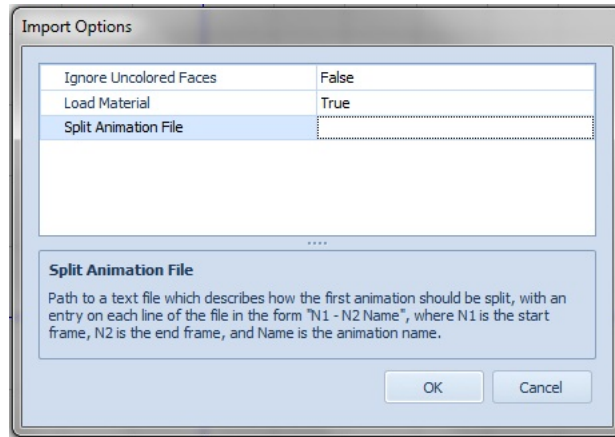 Import Options
Ignore Uncolored Faces False
Load Material True
Split Animation File
Split Animation File
Path to a text file which describes how the first animation should be split, with an
entry on each line of the file in the form "N1 - N2 Name", where N1 is the start
frame, N2 is the end frame, and Name is the animation name.
OK Cancel